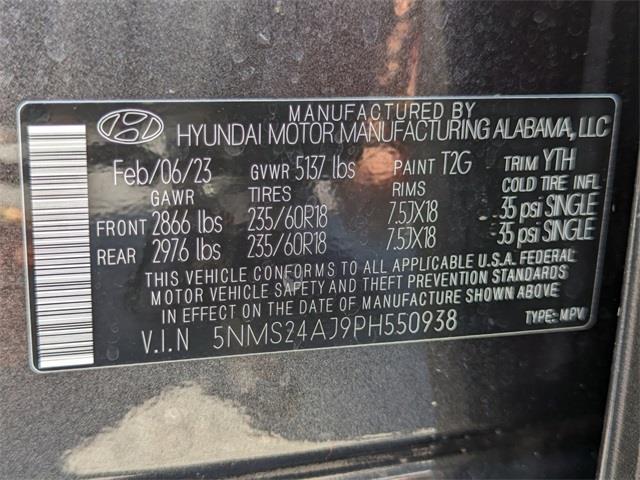 MANUFACTURED BY
HYUNDAI MOTOR MANUFACTURING ALABAMA, LLC
Feb/06/23 GVWR 5137 lbs PAINT T2G TRIM YTH
GAWR TIRES RIMS COLD TIRE INFL
FRONT 2866 lbs 235/60R18 7.5JX18 35 psi SINGLE
REAR 2976 lbs 235/60R18 7.5JX18 35 psi SINGLE
THIS VEHICLE CONFORMS TO ALL APPLICABLE U.S.A. FEDERAL
MOTOR VEHICLE SAFETY AND THEFT PREVENTION STANDARDS
IN EFFECT ON THE DATE OF MANUFACTURE SHOWN ABOVE
V.I.N 5NMS24AJ9PH550938 TYPE: M.P.V